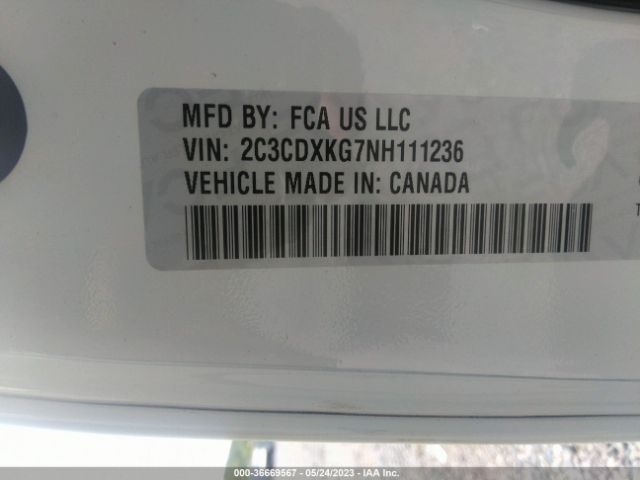 MFD BY: FCA US LLC
VIN: 2C3CDXKG7NH111236
VEHICLE MADE IN: CANADA
000-36669567 - 05/24/2023 - IAA Inc.